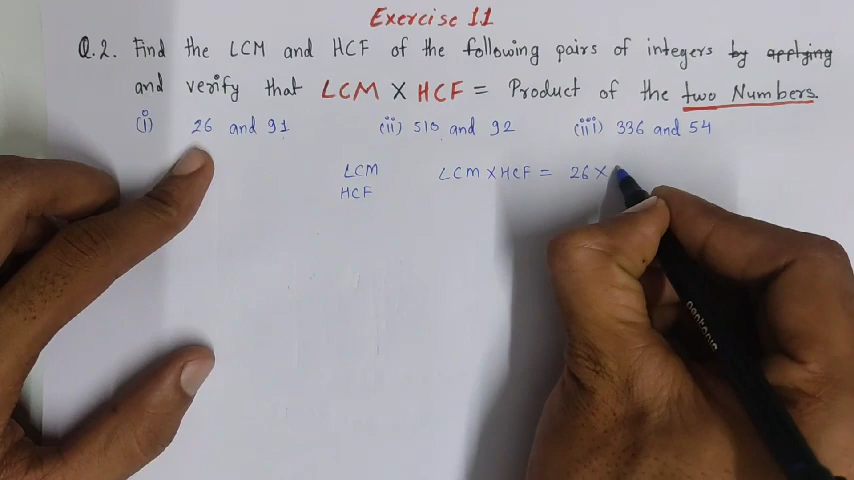 Exercise 1.1
Q.2. Find the LCM and HCF of the following pairs of integers by applying
and verify that LCM X HCF = Product of the two Numbers.
(i) 26 and 91 (ii) 510 and 92 (iii) 336 and 54
LCM LCM X HCF = 26 X
HCF
pentonic